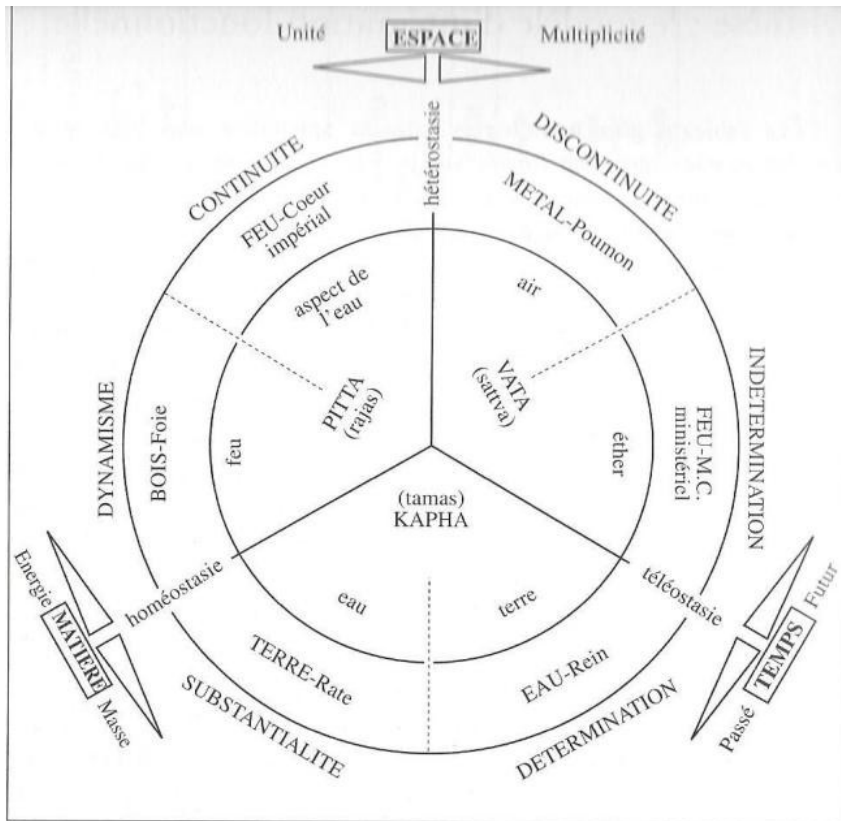 Unité
ESPACE
Multiplicité
hétérostasie
CONTINUITE
DISCONTINUITE
FEU-Coeur
impérial
METAL-Poumon
aspect de
l'eau
air
PITTA
(rajas)
VATA
(sattva)
DYNAMISME
BOIS-Foie
feu
éther
FEU-M.C.
ministériel
INDETERMINATION
(tamas)
KAPHA
homéostasie
téléostasie
eau
terre
Energie
MATIÈRE
Masse
Futur
TEMPS
Passé
TERRE-Rate
EAU-Rein
SUBSTANTIALITE
DETERMINATION